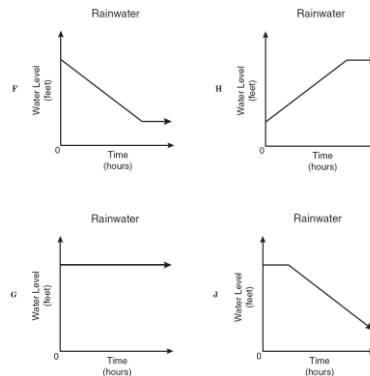 Rainwater
F
Water Level
(feet)
0
Time
(hours)
Rainwater
H
Water Level
(feet)
0
Time
(hours)
Rainwater
G
Water Level
(feet)
0
Time
(hours)
Rainwater
J
Water Level
(feet)
0
Time
(hours)